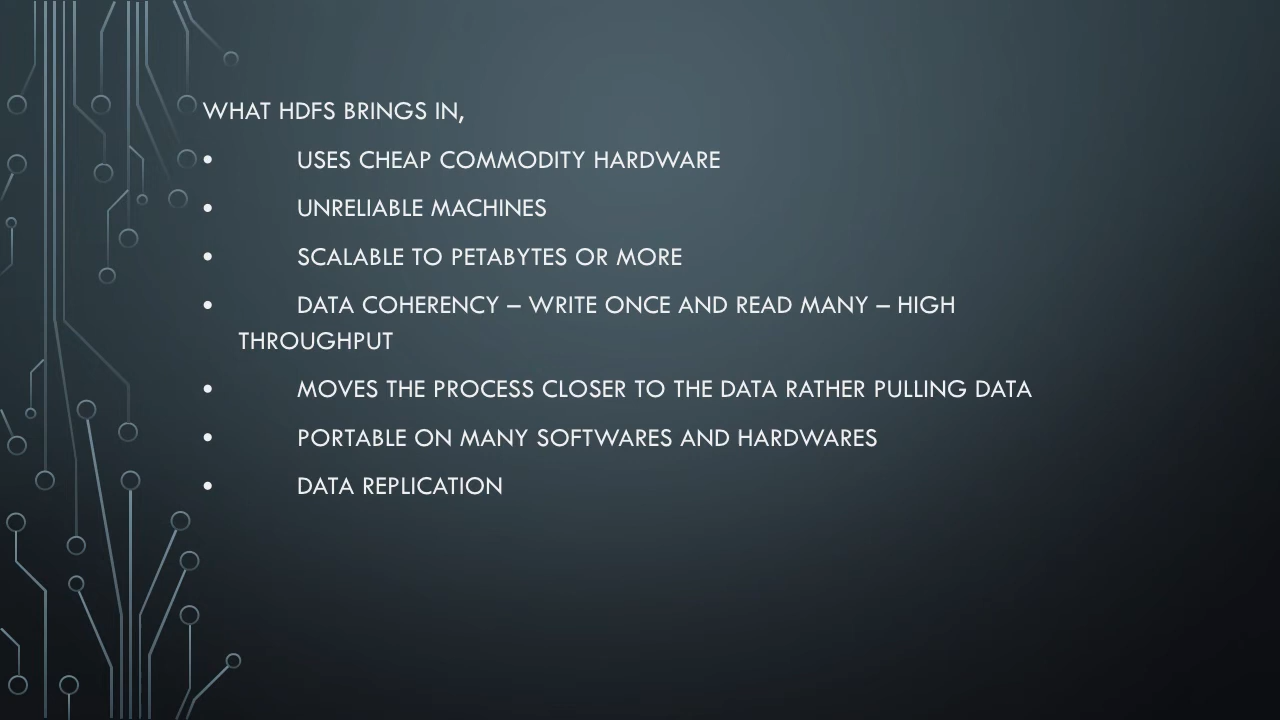 WHAT HDFS BRINGS IN,
• USES CHEAP COMMODITY HARDWARE
• UNRELIABLE MACHINES
• SCALABLE TO PETABYTES OR MORE
• DATA COHERENCY – WRITE ONCE AND READ MANY – HIGH
THROUGHPUT
• MOVES THE PROCESS CLOSER TO THE DATA RATHER PULLING DATA
• PORTABLE ON MANY SOFTWARES AND HARDWARES
• DATA REPLICATION